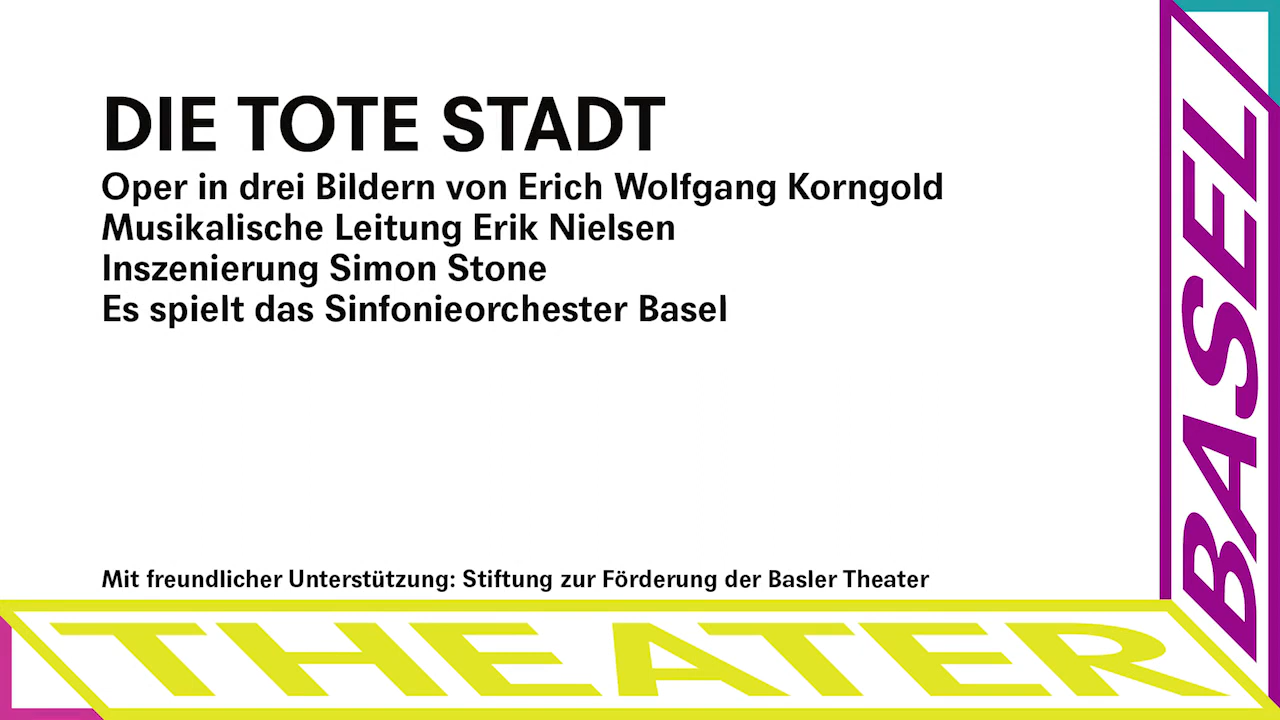 DIE TOTE STADT
Oper in drei Bildern von Erich Wolfgang Korngold
Musikalische Leitung Erik Nielsen
Inszenierung Simon Stone
Es spielt das Sinfonieorchester Basel
Mit freundlicher Unterstützung: Stiftung zur Förderung der Basler Theater
THEATER
BASEL